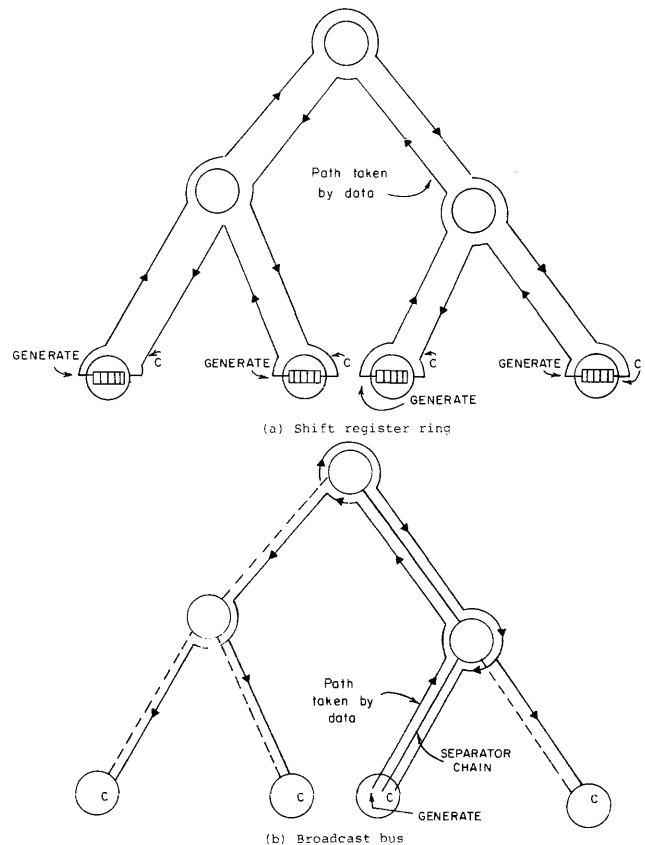 Path taken
by data
GENERATE
C
GENERATE
C
C
GENERATE
C
GENERATE
(a) Shift register ring
Path
taken by
data
SEPARATOR
CHAIN
C
C
C
C
GENERATE
(b) Broadcast bus